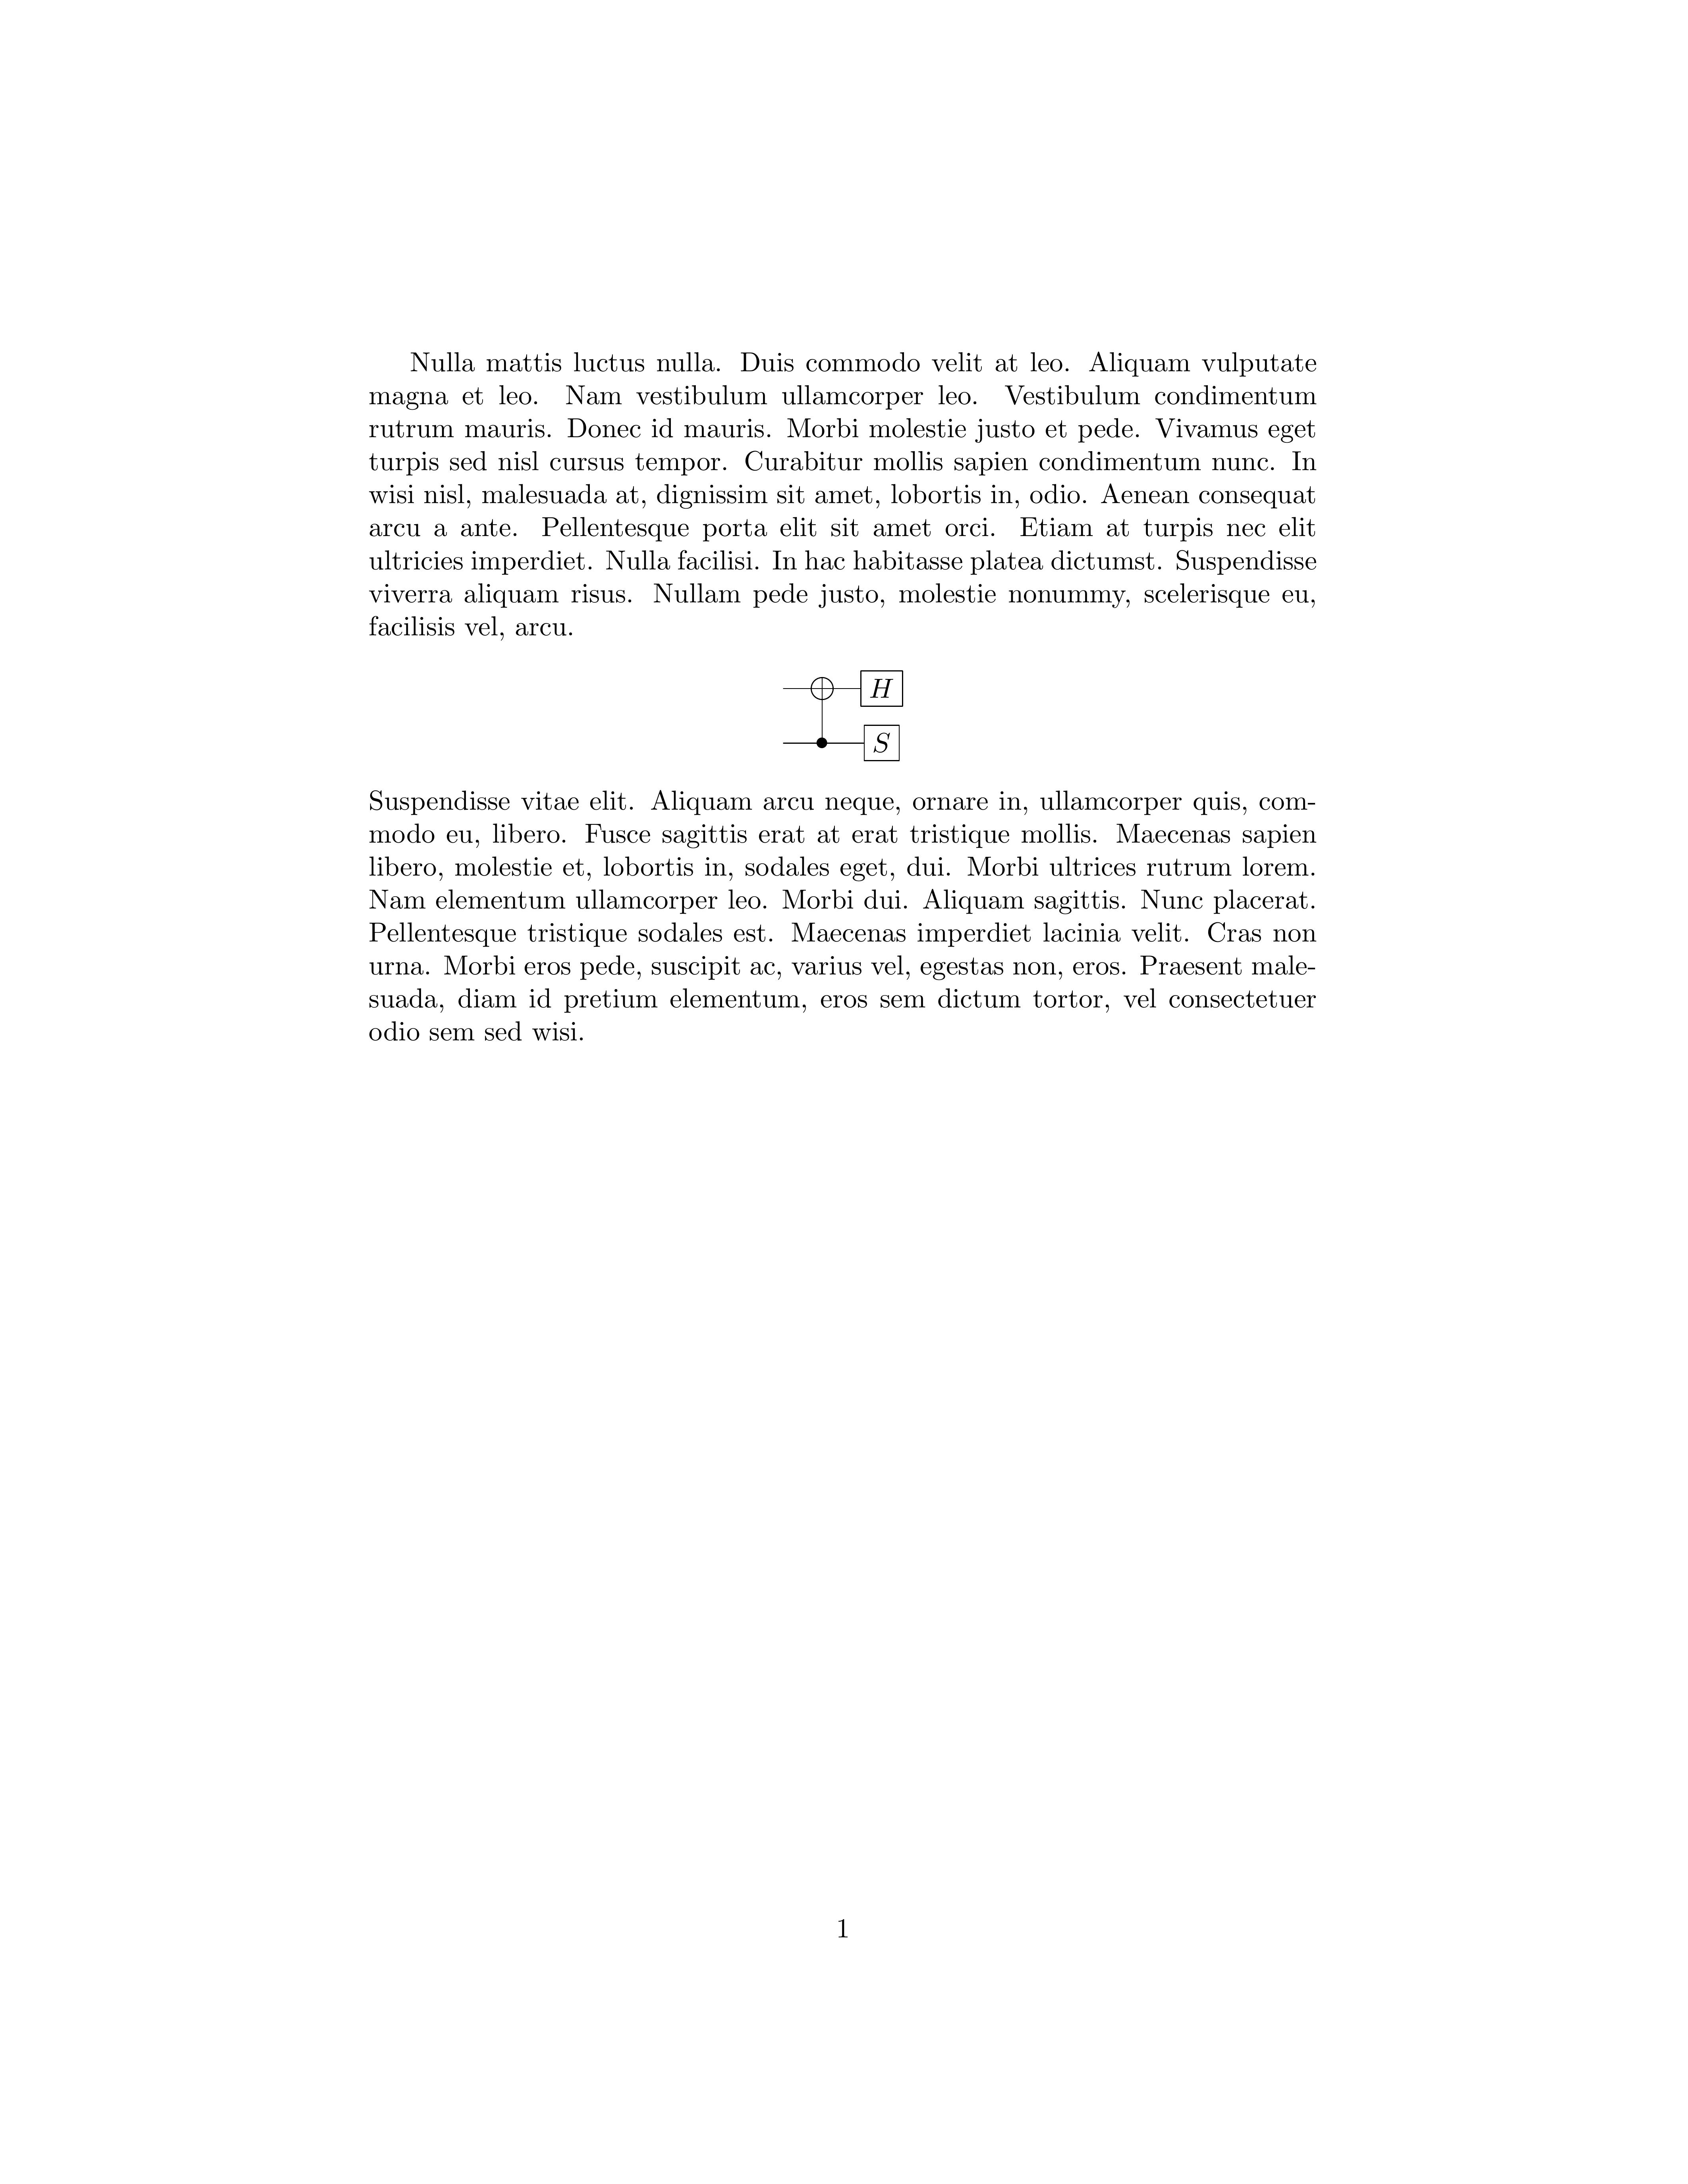 Nulla mattis luctus nulla. Duis commodo velit at leo. Aliquam vulputate
magna et leo. Nam vestibulum ullamcorper leo. Vestibulum condimentum
rutrum mauris. Donec id mauris. Morbi molestie justo et pede. Vivamus eget
turpis sed nisl cursus tempor. Curabitur mollis sapien condimentum nunc. In
wisi nisl, malesuada at, dignissim sit amet, lobortis in, odio. Aenean consequat
arcu a ante. Pellentesque porta elit sit amet orci. Etiam at turpis nec elit
ultricies imperdiet. Nulla facilisi. In hac habitasse platea dictumst. Suspendisse
viverra aliquam risus. Nullam pede justo, molestie nonummy, scelerisque eu,
facilisis vel, arcu.
H
S
Suspendisse vitae elit. Aliquam arcu neque, ornare in, ullamcorper quis, com-
modo eu, libero. Fusce sagittis erat at erat tristique mollis. Maecenas sapien
libero, molestie et, lobortis in, sodales eget, dui. Morbi ultrices rutrum lorem.
Nam elementum ullamcorper leo. Morbi dui. Aliquam sagittis. Nunc placerat.
Pellentesque tristique sodales est. Maecenas imperdiet lacinia velit. Cras non
urna. Morbi eros pede, suscipit ac, varius vel, egestas non, eros. Praesent male-
suada, diam id pretium elementum, eros sem dictum tortor, vel consectetuer
odio sem sed wisi.
1